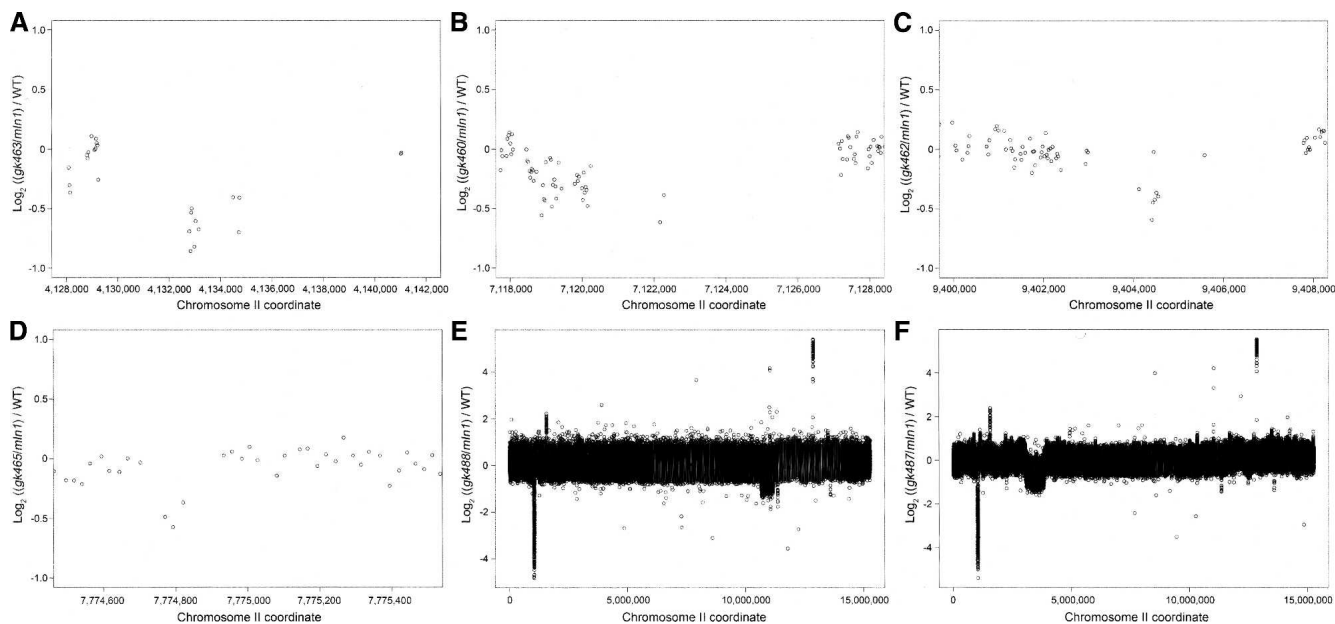 A
Log2 ((gk463/mln1) / WT)
1.0
0.5
0
-0.5
-1.0
4,128,000 4,130,000 4,132,000 4,134,000 4,136,000 4,138,000 4,140,000 4,142,000
Chromosome II coordinate
B
Log2 ((gk460/mln1) / WT)
1.0
0.5
0
-0.5
-1.0
7,118,000 7,120,000 7,122,000 7,124,000 7,126,000 7,128,000
Chromosome II coordinate
C
Log2 ((gk462/mln1) / WT)
1.0
0.5
0
-0.5
-1.0
9,400,000 9,402,000 9,404,000 9,406,000 9,408,000
Chromosome II coordinate
D
Log2 ((gk465/mln1) / WT)
1.0
0.5
0
-0.5
-1.0
7,774,600 7,774,800 7,775,000 7,775,200 7,775,400
Chromosome II coordinate
E
Log2 ((gk488/mln1) / WT)
4
2
0
-2
-4
0 5,000,000 10,000,000 15,000,000
Chromosome II coordinate
F
Log2 ((gk487/mln1) / WT)
4
2
0
-2
-4
0 5,000,000 10,000,000 15,000,000
Chromosome II coordinate